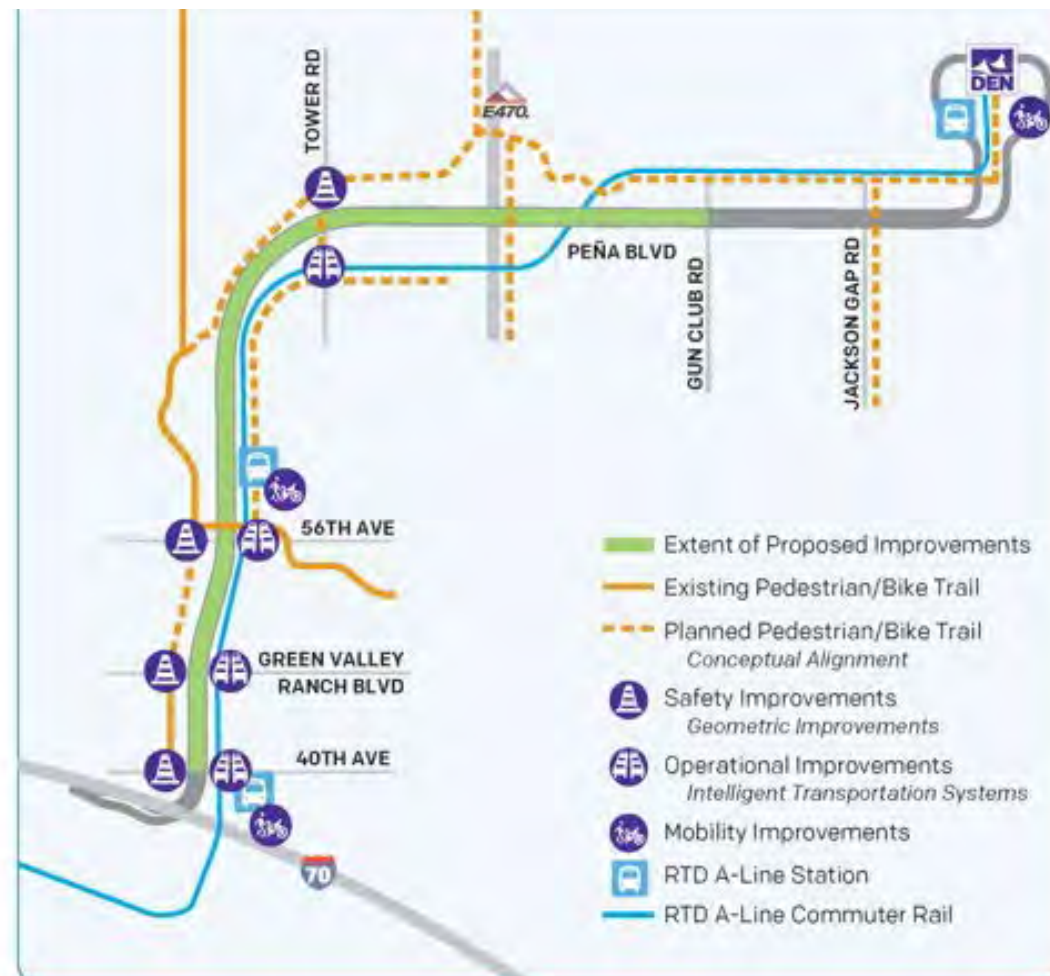 TOWER RD
E470
DEN
PEÑA BLVD
GUN CLUB RD
JACKSON GAP RD
56TH AVE
GREEN VALLEY
RANCH BLVD
40TH AVE
70
Extent of Proposed Improvements
Existing Pedestrian/Bike Trail
Planned Pedestrian/Bike Trail
Conceptual Alignment
Safety Improvements
Geometric Improvements
Operational Improvements
Intelligent Transportation Systems
Mobility Improvements
RTD A-Line Station
RTD A-Line Commuter Rail